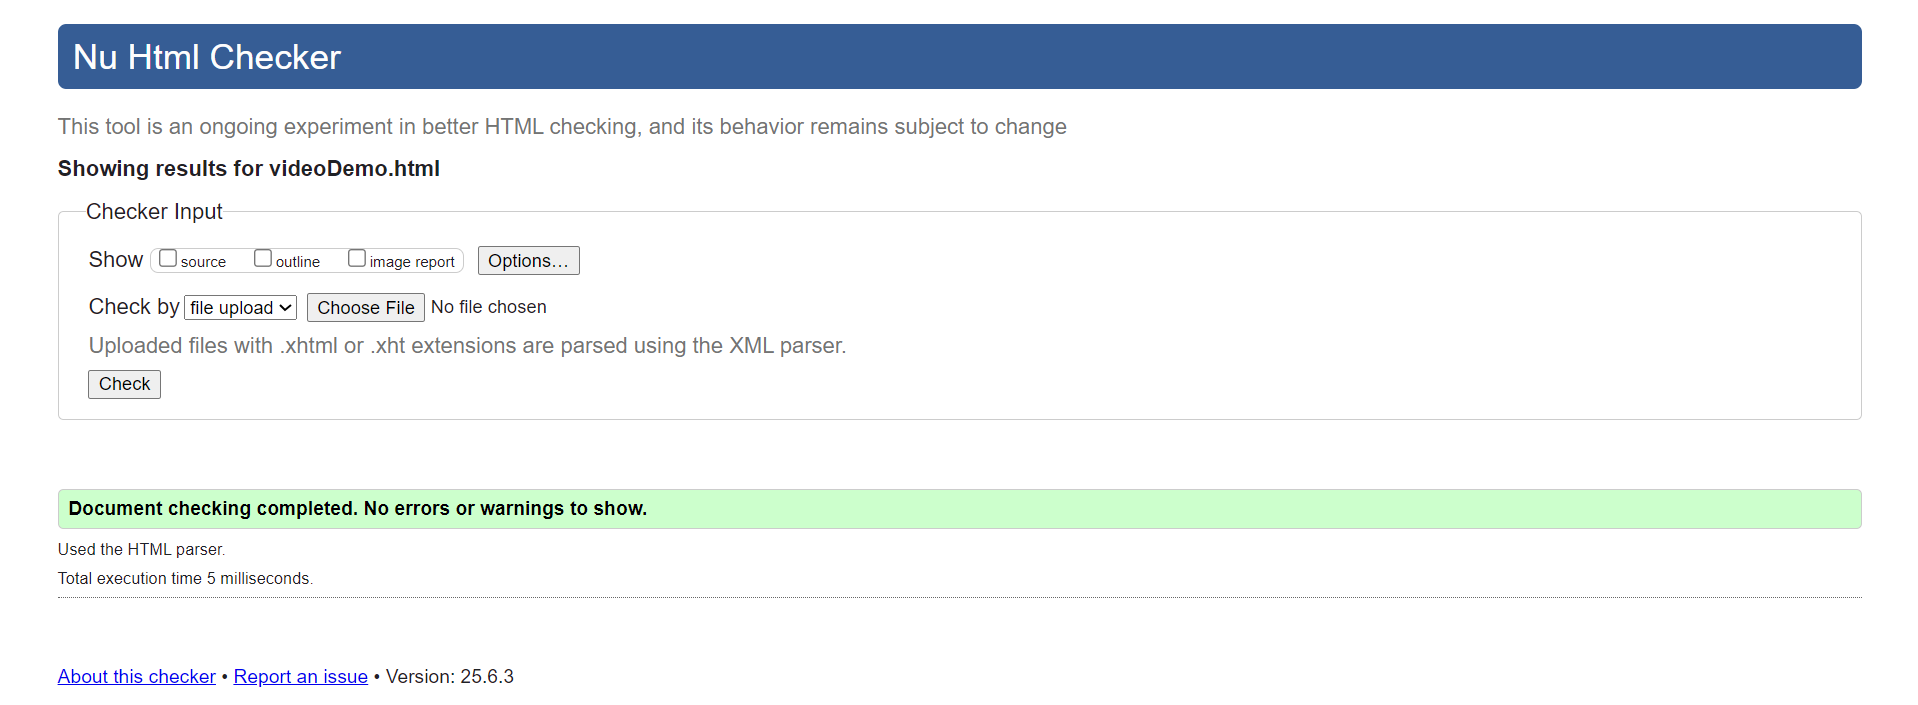 Nu Html Checker
This tool is an ongoing experiment in better HTML checking, and its behavior remains subject to change
Showing results for videoDemo.html
Checker Input
Show source outline image report Options…
Check by file upload Choose File No file chosen
Uploaded files with .xhtml or .xht extensions are parsed using the XML parser.
Check
Document checking completed. No errors or warnings to show.
Used the HTML parser.
Total execution time 5 milliseconds.
About this checker • Report an issue • Version: 25.6.3